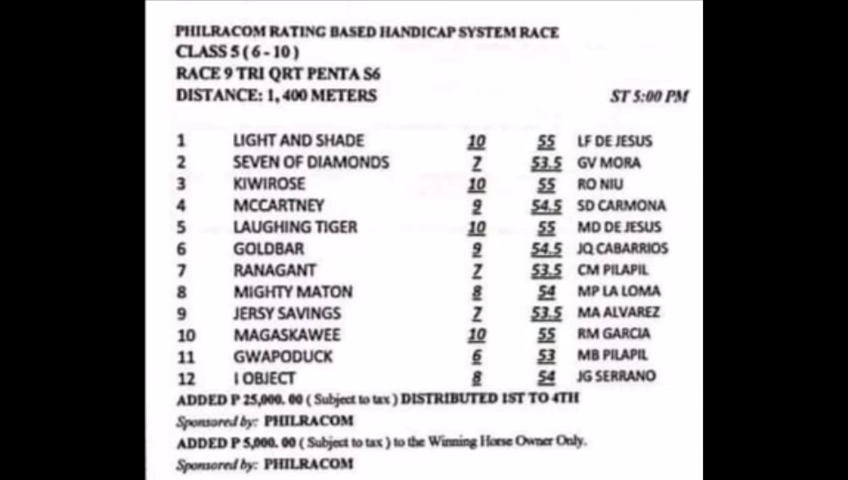 PHILRACOM RATING BASED HANDICAP SYSTEM RACE
CLASS 5 ( 6 - 10 )
RACE 9 TRI QRT PENTA S6
DISTANCE: 1, 400 METERS ST 5:00 PM
1 LIGHT AND SHADE 10 55 LF DE JESUS
2 SEVEN OF DIAMONDS 7 53.5 GV MORA
3 KIWIROSE 10 55 RO NIU
4 MCCARTNEY 9 54.5 SD CARMONA
5 LAUGHING TIGER 10 55 MD DE JESUS
6 GOLDBAR 9 54.5 JQ CABARRIOS
7 RANAGANT 7 53.5 CM PILAPIL
8 MIGHTY MATON 8 54 MP LA LOMA
9 JERSY SAVINGS 7 53.5 MA ALVAREZ
10 MAGASKAWEE 10 55 RM GARCIA
11 GWAPODUCK 6 53 MB PILAPIL
12 I OBJECT 8 54 JG SERRANO
ADDED P 25,000. 00 ( Subject to tax ) DISTRIBUTED 1ST TO 4TH
Sponsored by: PHILRACOM
ADDED P 5,000. 00 ( Subject to tax ) to the Winning Horse Owner Only.
Sponsored by: PHILRACOM